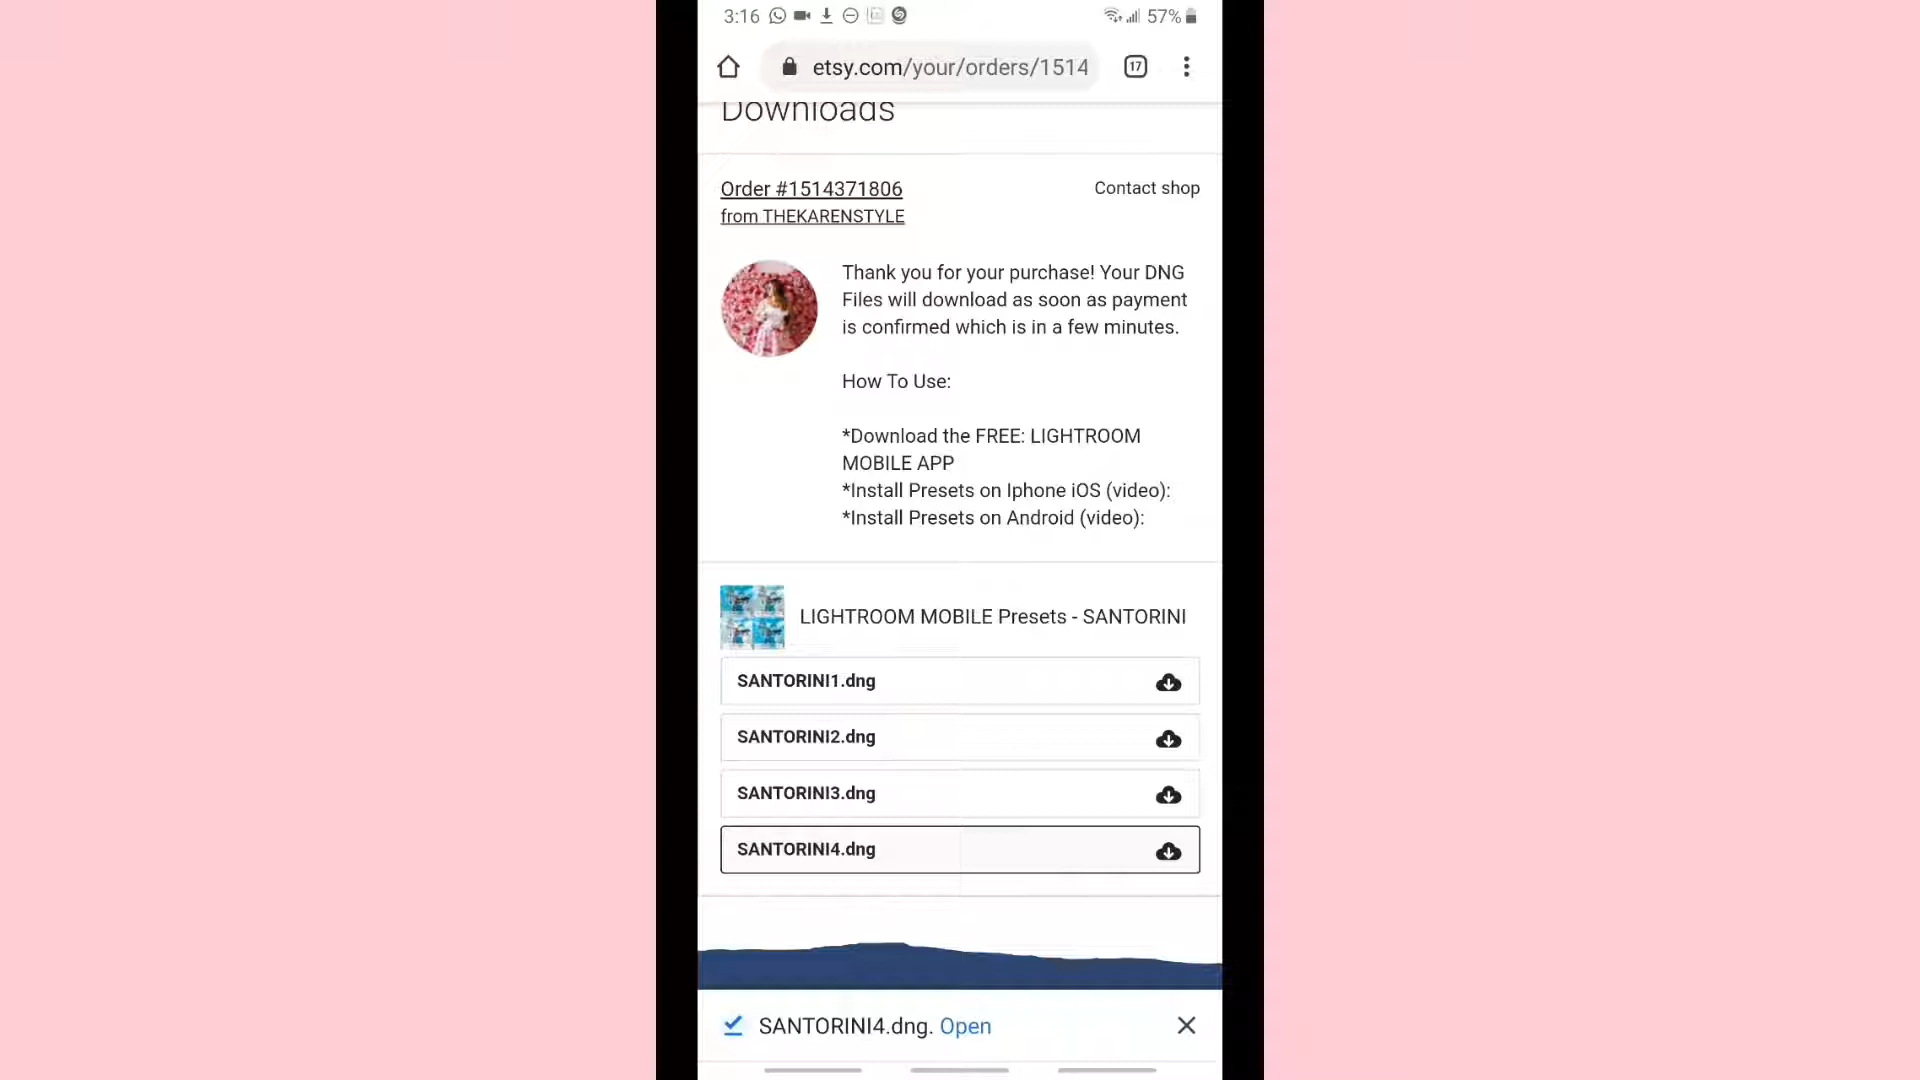 3:16
57%
etsy.com/your/orders/1514
17
Downloads
Order #1514371806
Contact shop
from THEKARENSTYLE
Thank you for your purchase! Your DNG
Files will download as soon as payment
is confirmed which is in a few minutes.
How To Use:
*Download the FREE: LIGHTROOM
MOBILE APP
*Install Presets on Iphone iOS (video):
*Install Presets on Android (video):
LIGHTROOM MOBILE Presets - SANTORINI
SANTORINI1.dng
SANTORINI2.dng
SANTORINI3.dng
SANTORINI4.dng
SANTORINI4.dng. Open